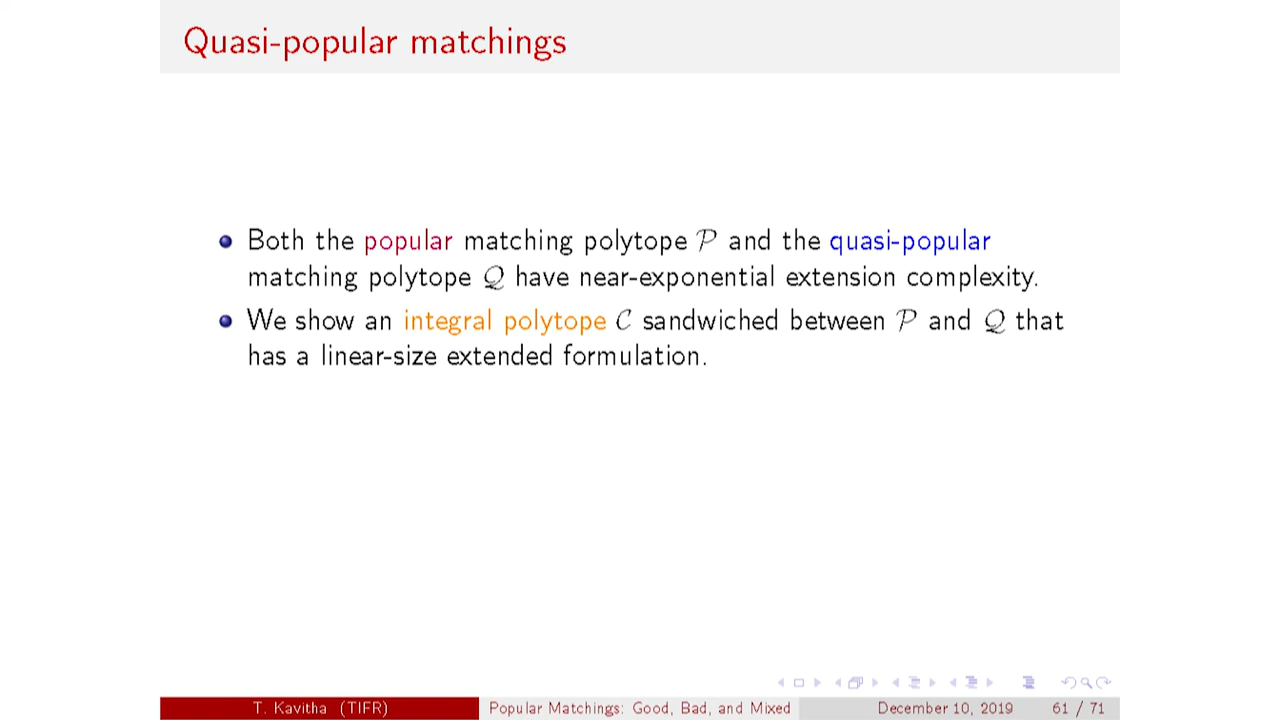 Quasi-popular matchings
Both the popular matching polytope 𝒫 and the quasi-popular
matching polytope 𝒬 have near-exponential extension complexity.
We show an integral polytope 𝒞 sandwiched between 𝒫 and 𝒬 that
has a linear-size extended formulation.
T. Kavitha (TIFR) Popular Matchings: Good, Bad, and Mixed December 10, 2019 61 / 71